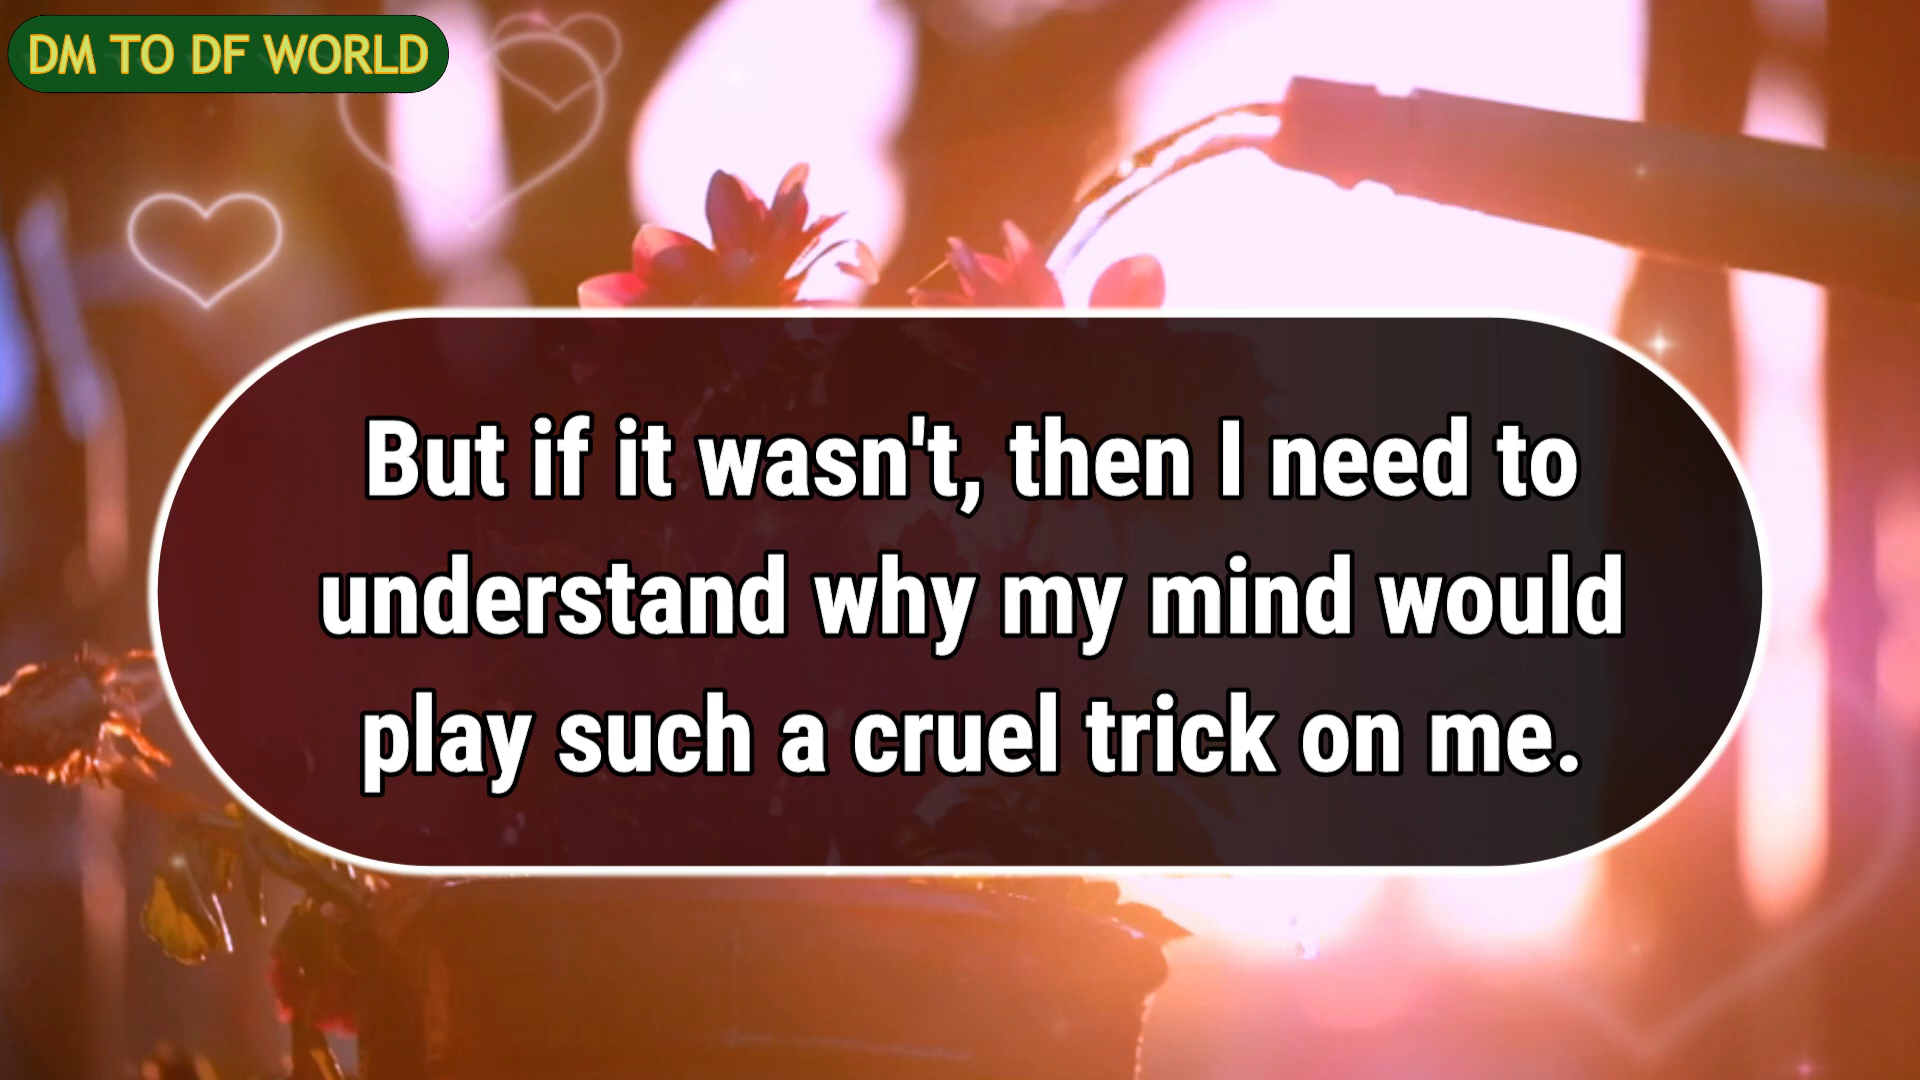 DM TO DF WORLD
But if it wasn't, then I need to
understand why my mind would
play such a cruel trick on me.